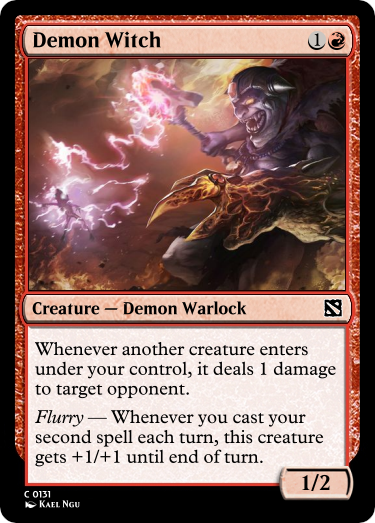 Demon Witch 1
Creature — Demon Warlock
Whenever another creature enters
under your control, it deals 1 damage
to target opponent.
Flurry — Whenever you cast your
second spell each turn, this creature
gets +1/+1 until end of turn.
1/2
C 0131
Kael Ngu